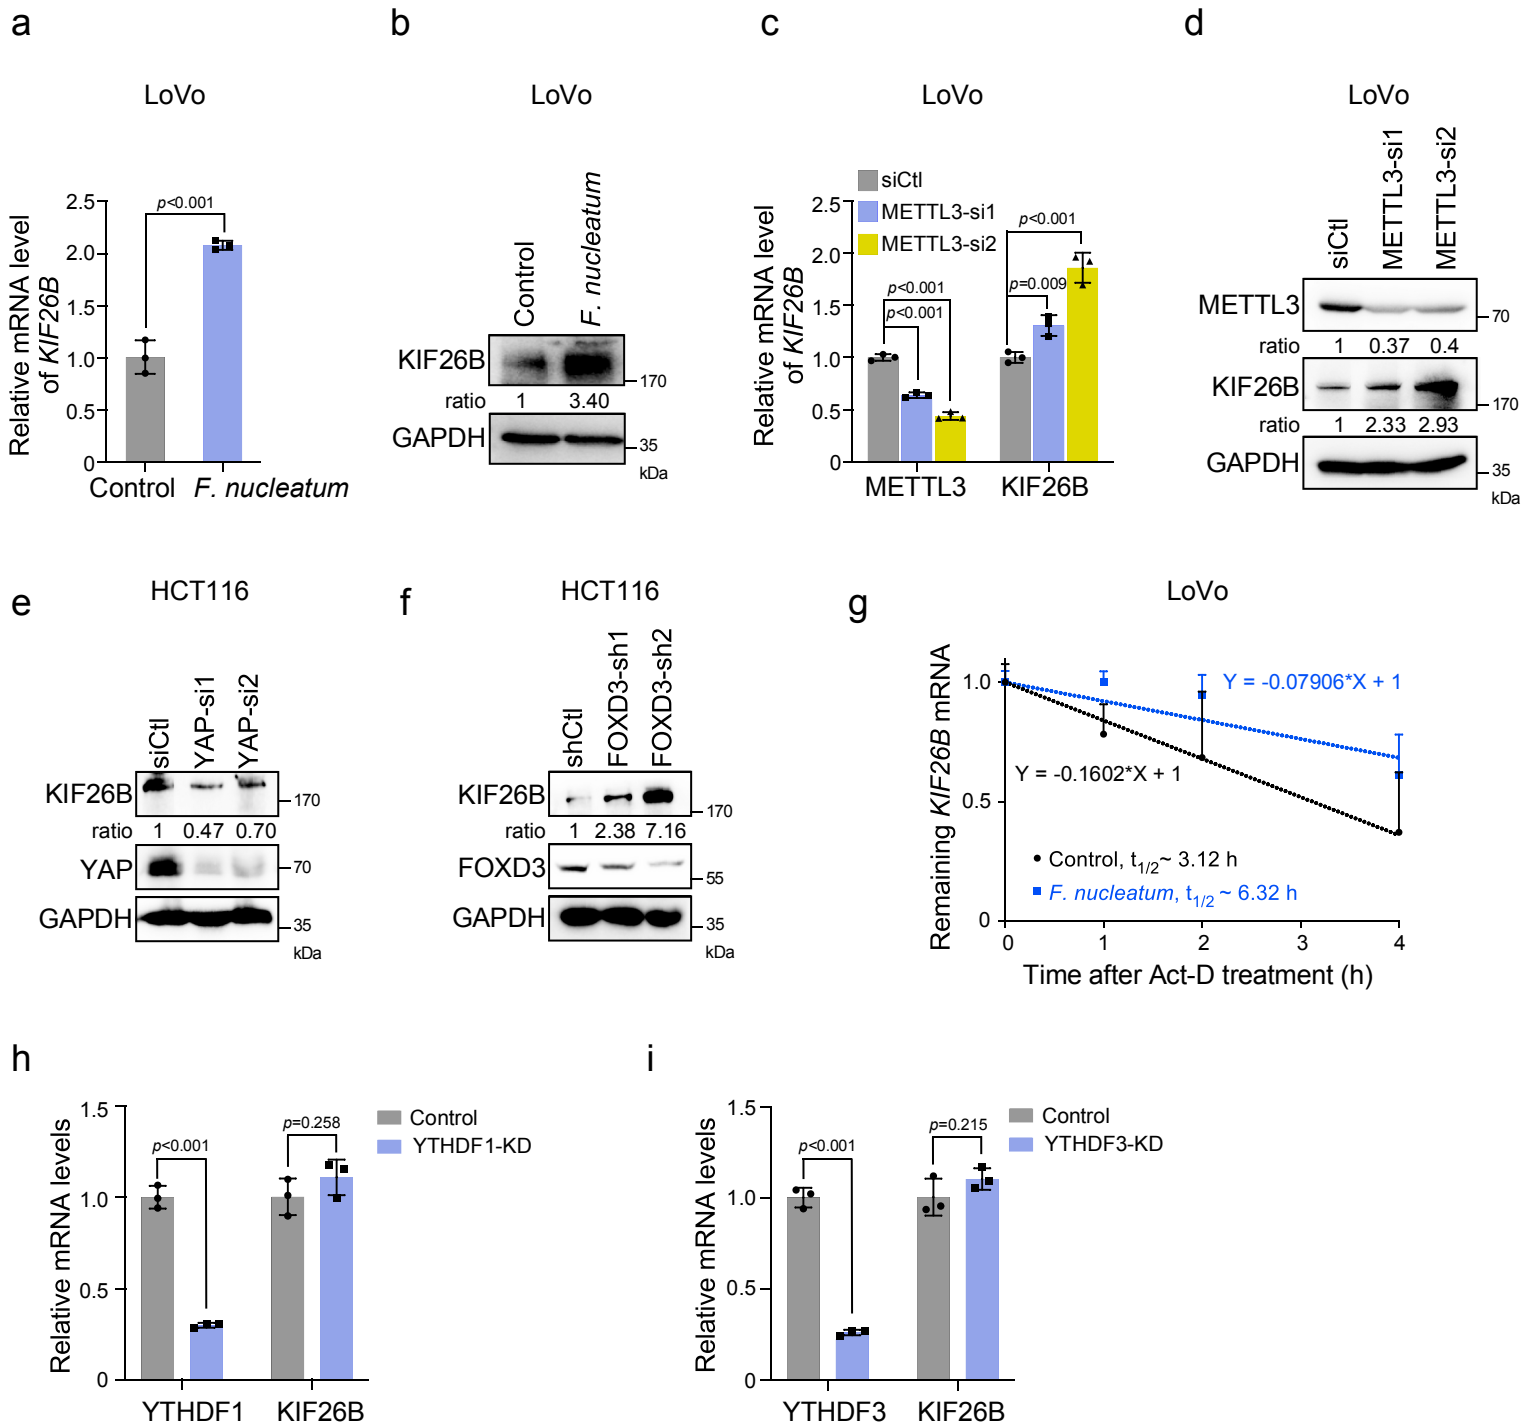 a
LoVo
Relative mRNA level
of KIF26B
2.5
2.0
1.5
1.0
0.5
0
p<0.001
Control
F. nucleatum
b
LoVo
Control
F. nucleatum
KIF26B
170
ratio
1
3.40
GAPDH
35
kDa
c
LoVo
siCtl
METTL3-si1
METTL3-si2
Relative mRNA level
of KIF26B
2.5
2.0
1.5
1.0
0.5
0
p<0.001
p<0.001
p<0.001
p=0.009
METTL3
KIF26B
d
LoVo
siCtl
METTL3-si1
METTL3-si2
METTL3
70
ratio
1
0.37
0.4
KIF26B
170
ratio
1
2.33
2.93
GAPDH
35
kDa
e
HCT116
siCtl
YAP-si1
YAP-si2
KIF26B
170
ratio
1
0.47
0.70
YAP
70
GAPDH
35
kDa
f
HCT116
shCtl
FOXD3-sh1
FOXD3-sh2
KIF26B
170
ratio
1
2.38
7.16
FOXD3
55
GAPDH
35
kDa
g
LoVo
Remaining KIF26B mRNA
1.0
0.5
0
Y = -0.07906*X + 1
Y = -0.1602*X + 1
Control, t1/2~ 3.12 h
F. nucleatum, t1/2 ~ 6.32 h
0
1
2
3
4
Time after Act-D treatment (h)
h
Relative mRNA levels
1.5
1.0
0.5
0
p<0.001
p=0.258
Control
YTHDF1-KD
YTHDF1
KIF26B
i
Relative mRNA levels
1.5
1.0
0.5
0
p<0.001
p=0.215
Control
YTHDF3-KD
YTHDF3
KIF26B